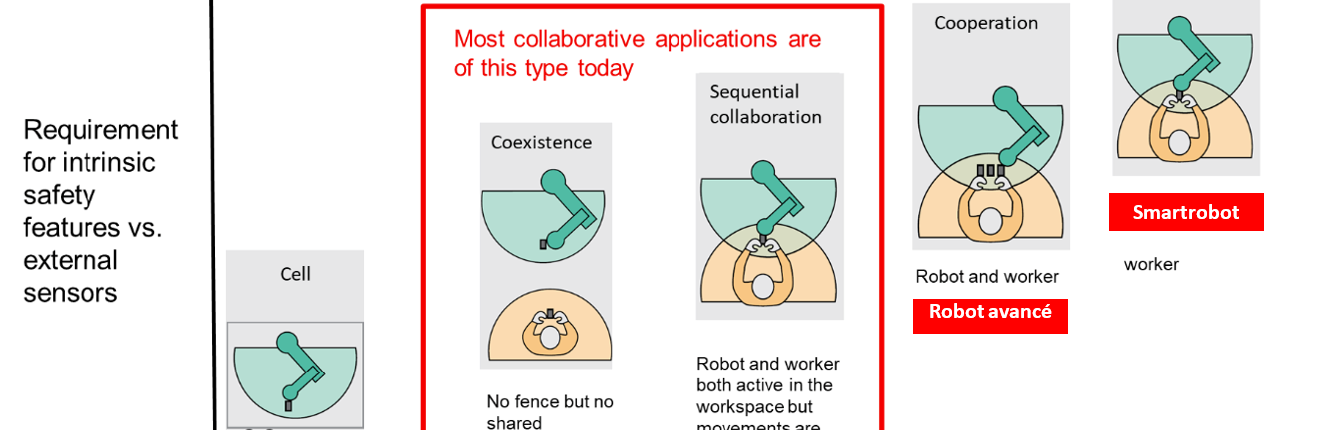 Requirement
for intrinsic
safety
features vs.
external
sensors
Cell
Most collaborative applications are
of this type today
Coexistence
No fence but no
shared
Sequential
collaboration
Robot and worker
both active in the
workspace but
movements are
Cooperation
Robot and worker
Robot avancé
Smartrobot
worker